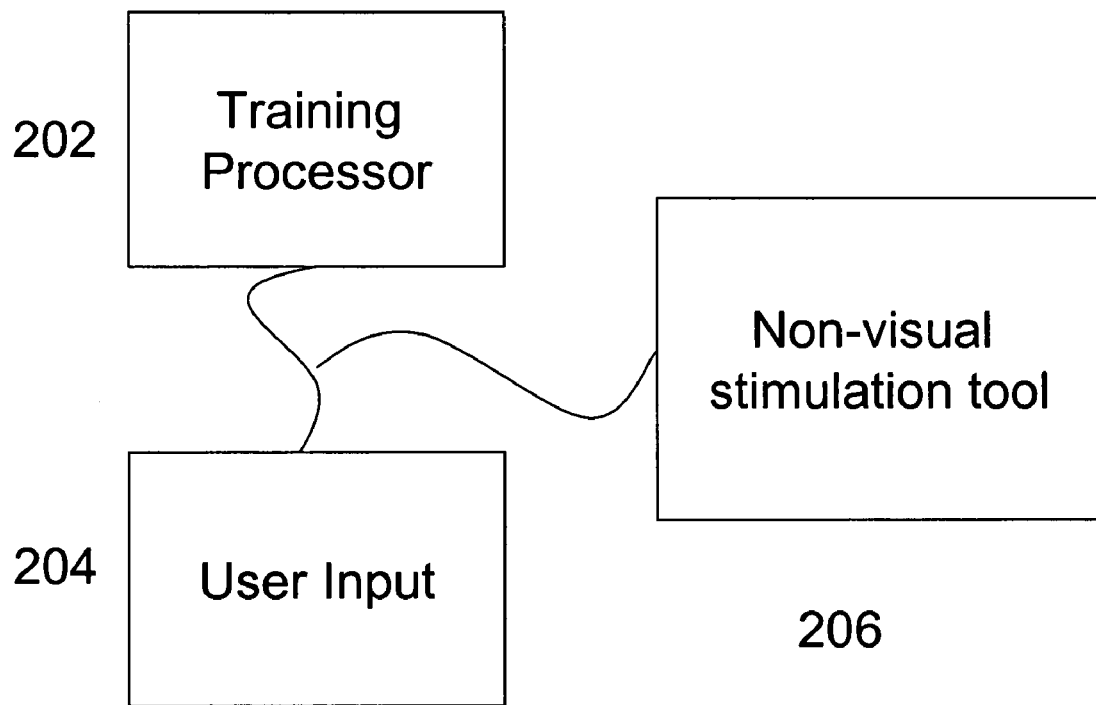 202
Training
Processor
Non-visual
stimulation tool
204
User Input
206